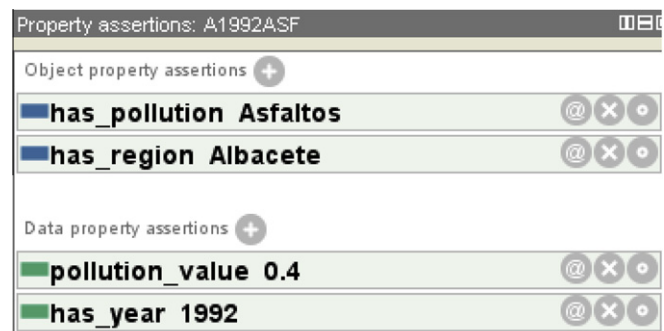 Property assertions: A1992ASF
Object property assertions
has_pollution Asfaltos
has_region Albacete
Data property assertions
pollution_value 0.4
has_year 1992